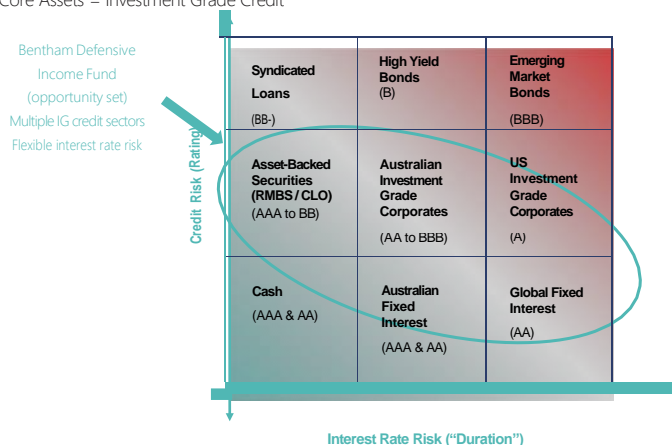 Core Assets = Investment Grade Credit
Bentham Defensive
Income Fund
(opportunity set)
Multiple IG credit sectors
Flexible interest rate risk
Credit Risk (Rating)
Syndicated
Loans
(BB-)
High Yield
Bonds
(B)
Emerging
Market
Bonds
(BBB)
Asset-Backed
Securities
(RMBS / CLO)
(AAA to BB)
Australian
Investment
Grade
Corporates
(AA to BBB)
US
Investment
Grade
Corporates
(A)
Cash
(AAA & AA)
Australian
Fixed
Interest
(AAA & AA)
Global Fixed
Interest
(AA)
Interest Rate Risk ("Duration")